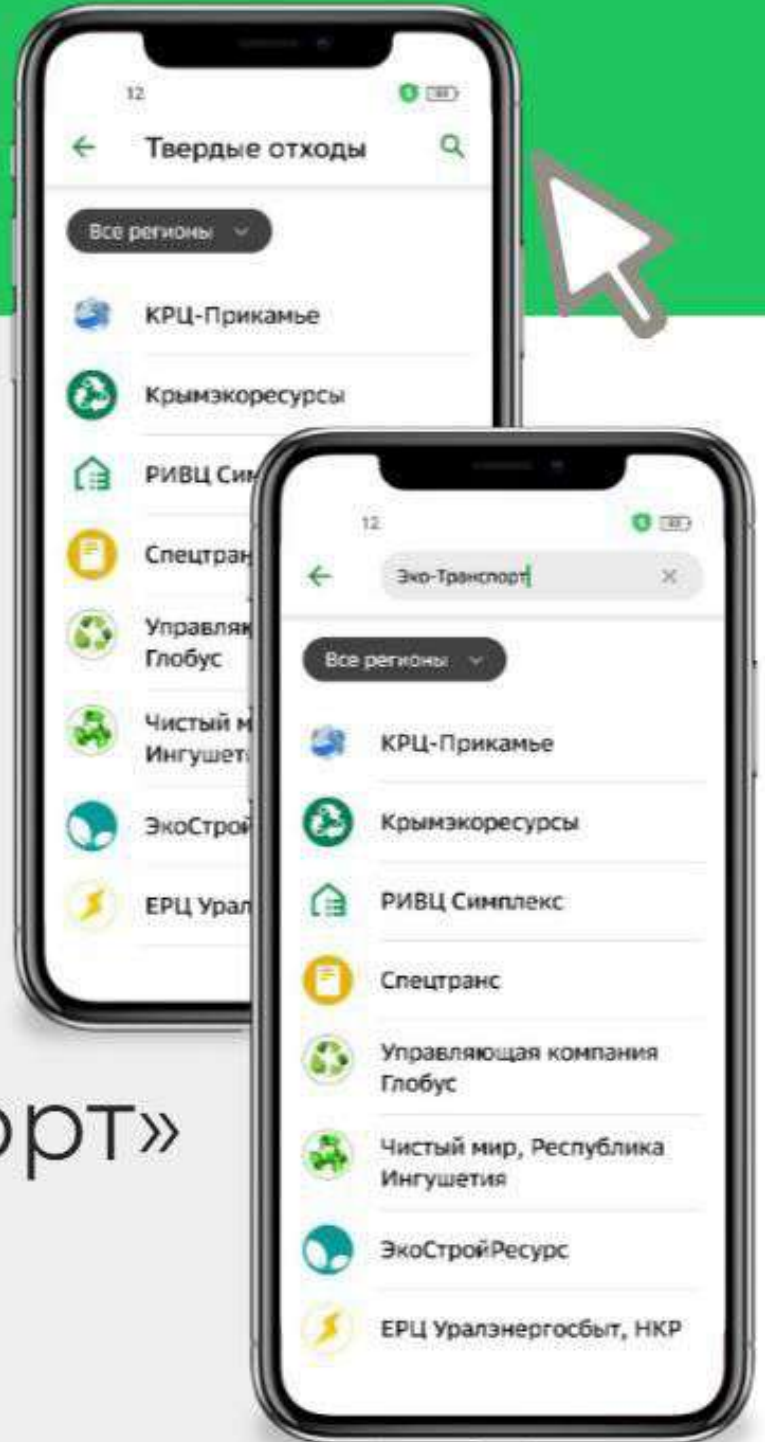 12
Твердые отходы
Все регионы
КРЦ-Прикамье
Крымэкоресурсы
РИВЦ Сим
Спецтран
Управляю
Глобус
Чистый м
Ингушет
ЭкоСтрой
ЕРЦ Урал
12
Эко-Транспорт
Все регионы
КРЦ-Прикамье
Крымэкоресурсы
РИВЦ Симплекс
Спецтранс
Управляющая компания
Глобус
Чистый мир, Республика
Ингушетия
ЭкоСтройРесурс
ЕРЦ Уралэнергосбыт, НКР
орт»